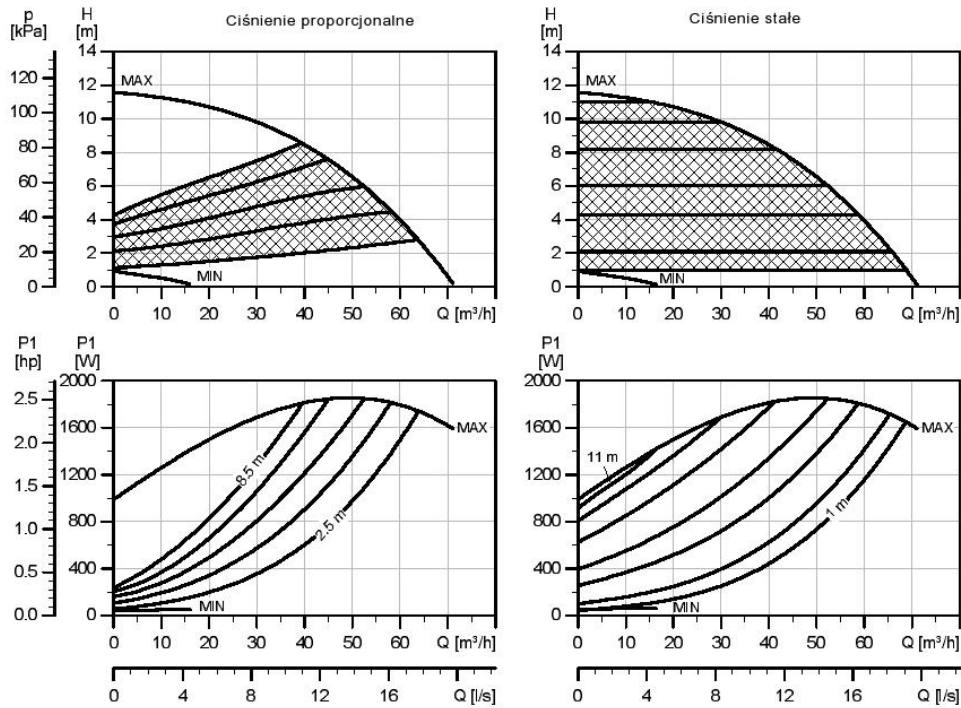 p [kPa] H [m] Ciśnienie proporcjonalne
14
120 12 MAX
100 10
80 8
60 6
40 4
20 2
0 0 MIN
0 10 20 30 40 50 60 Q [m³/h]
H [m] Ciśnienie stałe
14
12 MAX
10
8
6
4
2
0 MIN
0 10 20 30 40 50 60 Q [m³/h]
P1 [hp] P1 [W]
2000
2.5
2.0 1600 MAX
1.5 1200 8.5 m
1.0 800 2.5 m
0.5 400
0.0 0 MIN
0 10 20 30 40 50 60 Q [m³/h]
0 4 8 12 16 Q [l/s]
P1 [W]
2000
1600 MAX
1200 11 m
800 1 m
400
0 MIN
0 10 20 30 40 50 60 Q [m³/h]
0 4 8 12 16 Q [l/s]